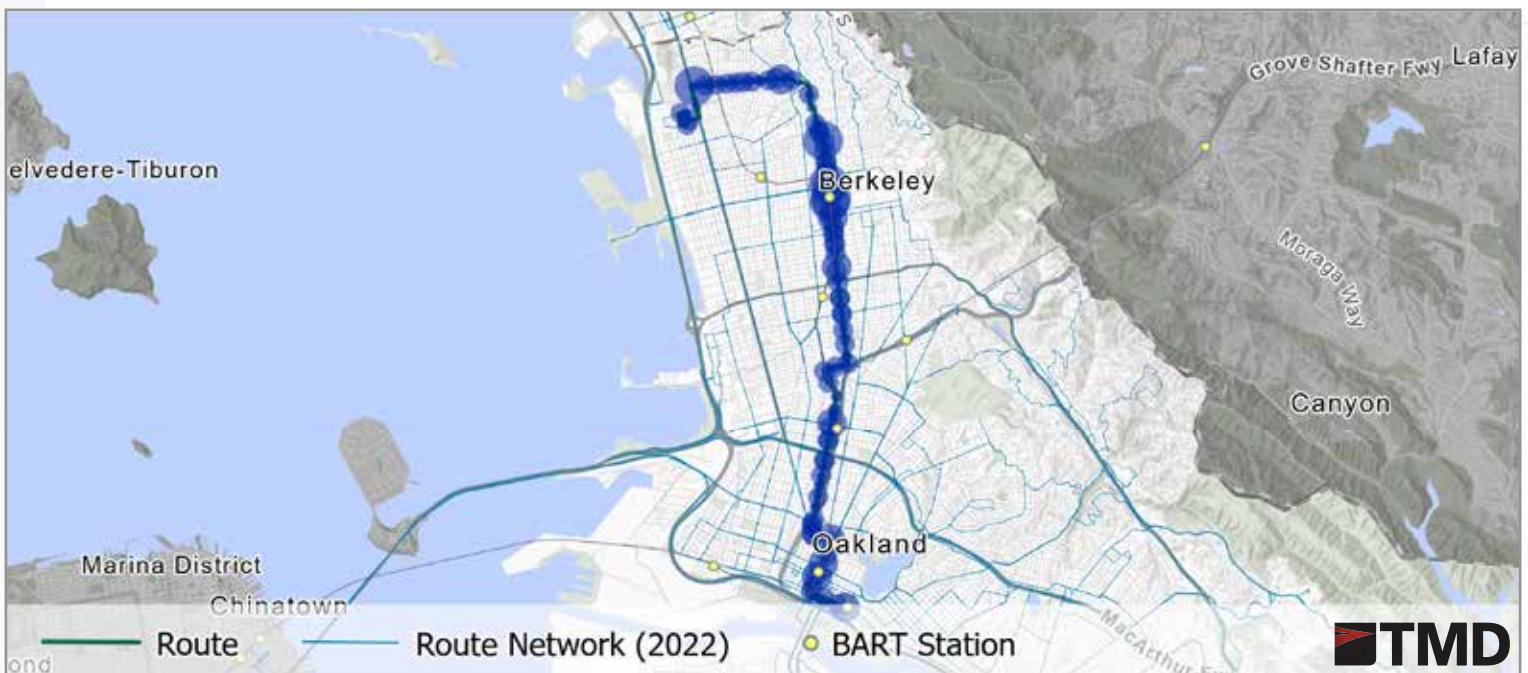 S
Grove Shafter Fwy
Lafay
elvedere-Tiburon
Berkeley
Moraga Way
Canyon
Oakland
Marina District
Chinatown
MacArthur Fw
Route
Route Network (2022)
BART Station
TMD
ond